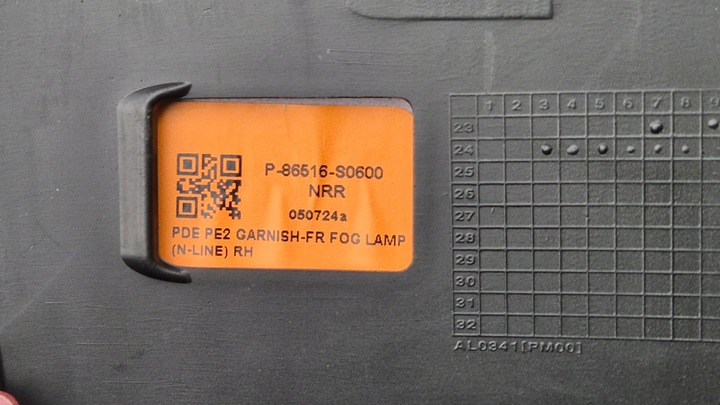 P-86516-S0600
NRR
050724a
PDE PE2 GARNISH-FR FOG LAMP
(N-LINE) RH
1 2 3 4 5 6 7 8 9
23
24
25
26
27
28
29
30
31
32
AL0341[PM00]